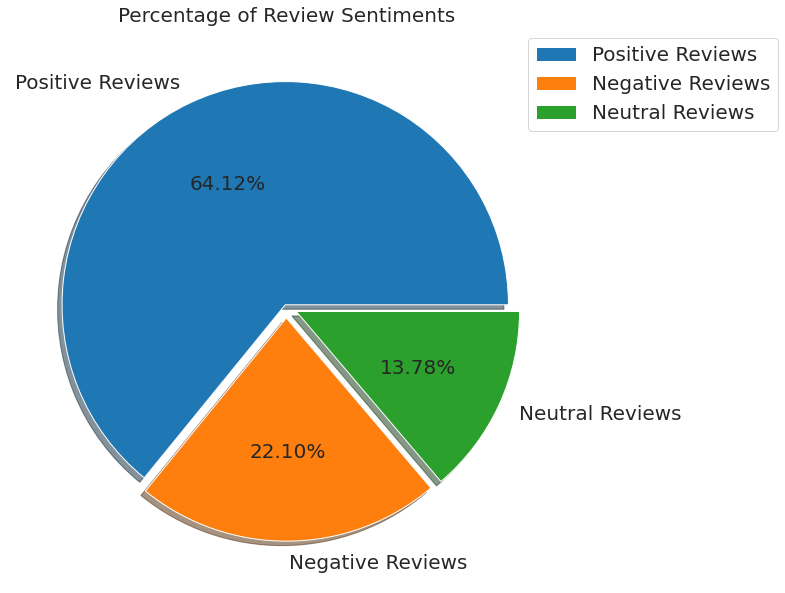 Percentage of Review Sentiments
Positive Reviews
Negative Reviews
Neutral Reviews
Positive Reviews
64.12%
13.78%
Neutral Reviews
22.10%
Negative Reviews